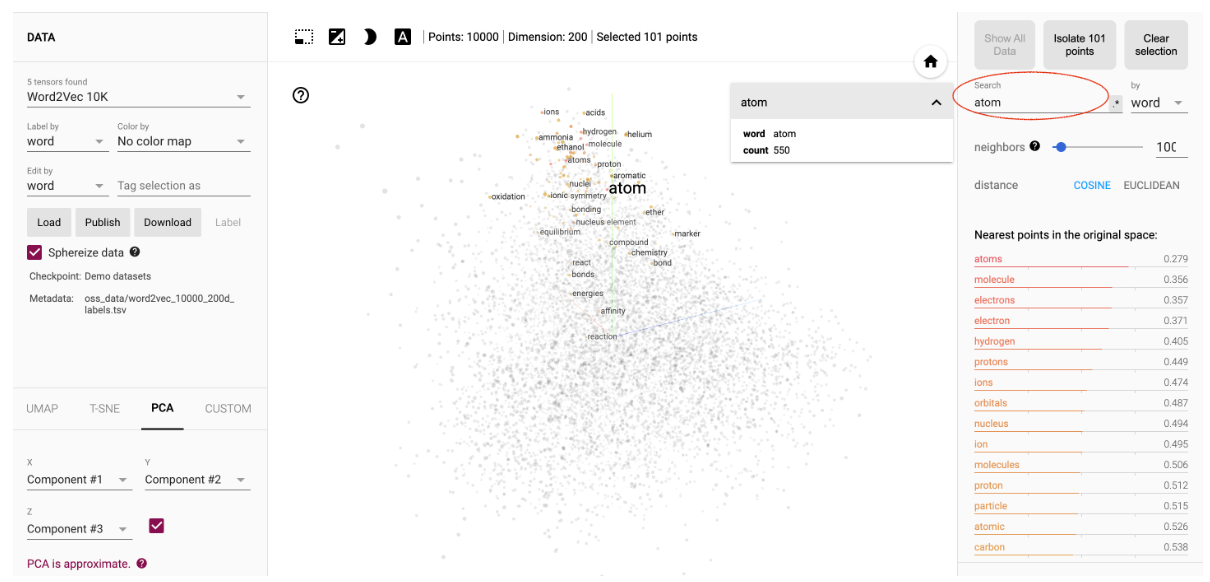 DATA
5 tensors found
Word2Vec 10K
Label by
Color by
word
No color map
Edit by
word
Tag selection as
Load
Publish
Download
Label
Sphereize data
Checkpoint: Demo datasets
Metadata: oss_data/word2vec_10000_200d_
labels.tsv
UMAP
T-SNE
PCA
CUSTOM
X
Y
Component #1
Component #2
Z
Component #3
PCA is approximate.
A
Points: 10000 | Dimension: 200 | Selected 101 points
ions
acids
ammonia
hydrogen
helium
ethanol
molecule
atoms
proton
aromatic
nuclei
atom
oxidation
ionic
symmetry
bonding
ether
nucleus
element
equilibrium
marker
compound
chemistry
react
bond
bonds
energies
affinity
reaction
atom
word atom
count 550
Show All
Data
Isolate 101
points
Clear
selection
Search
by
atom
.*
word
neighbors
100
distance
COSINE
EUCLIDEAN
Nearest points in the original space:
atoms 0.279
molecule 0.356
electrons 0.357
electron 0.371
hydrogen 0.405
protons 0.449
ions 0.474
orbitals 0.487
nucleus 0.494
ion 0.495
molecules 0.506
proton 0.512
particle 0.515
atomic 0.526
carbon 0.538